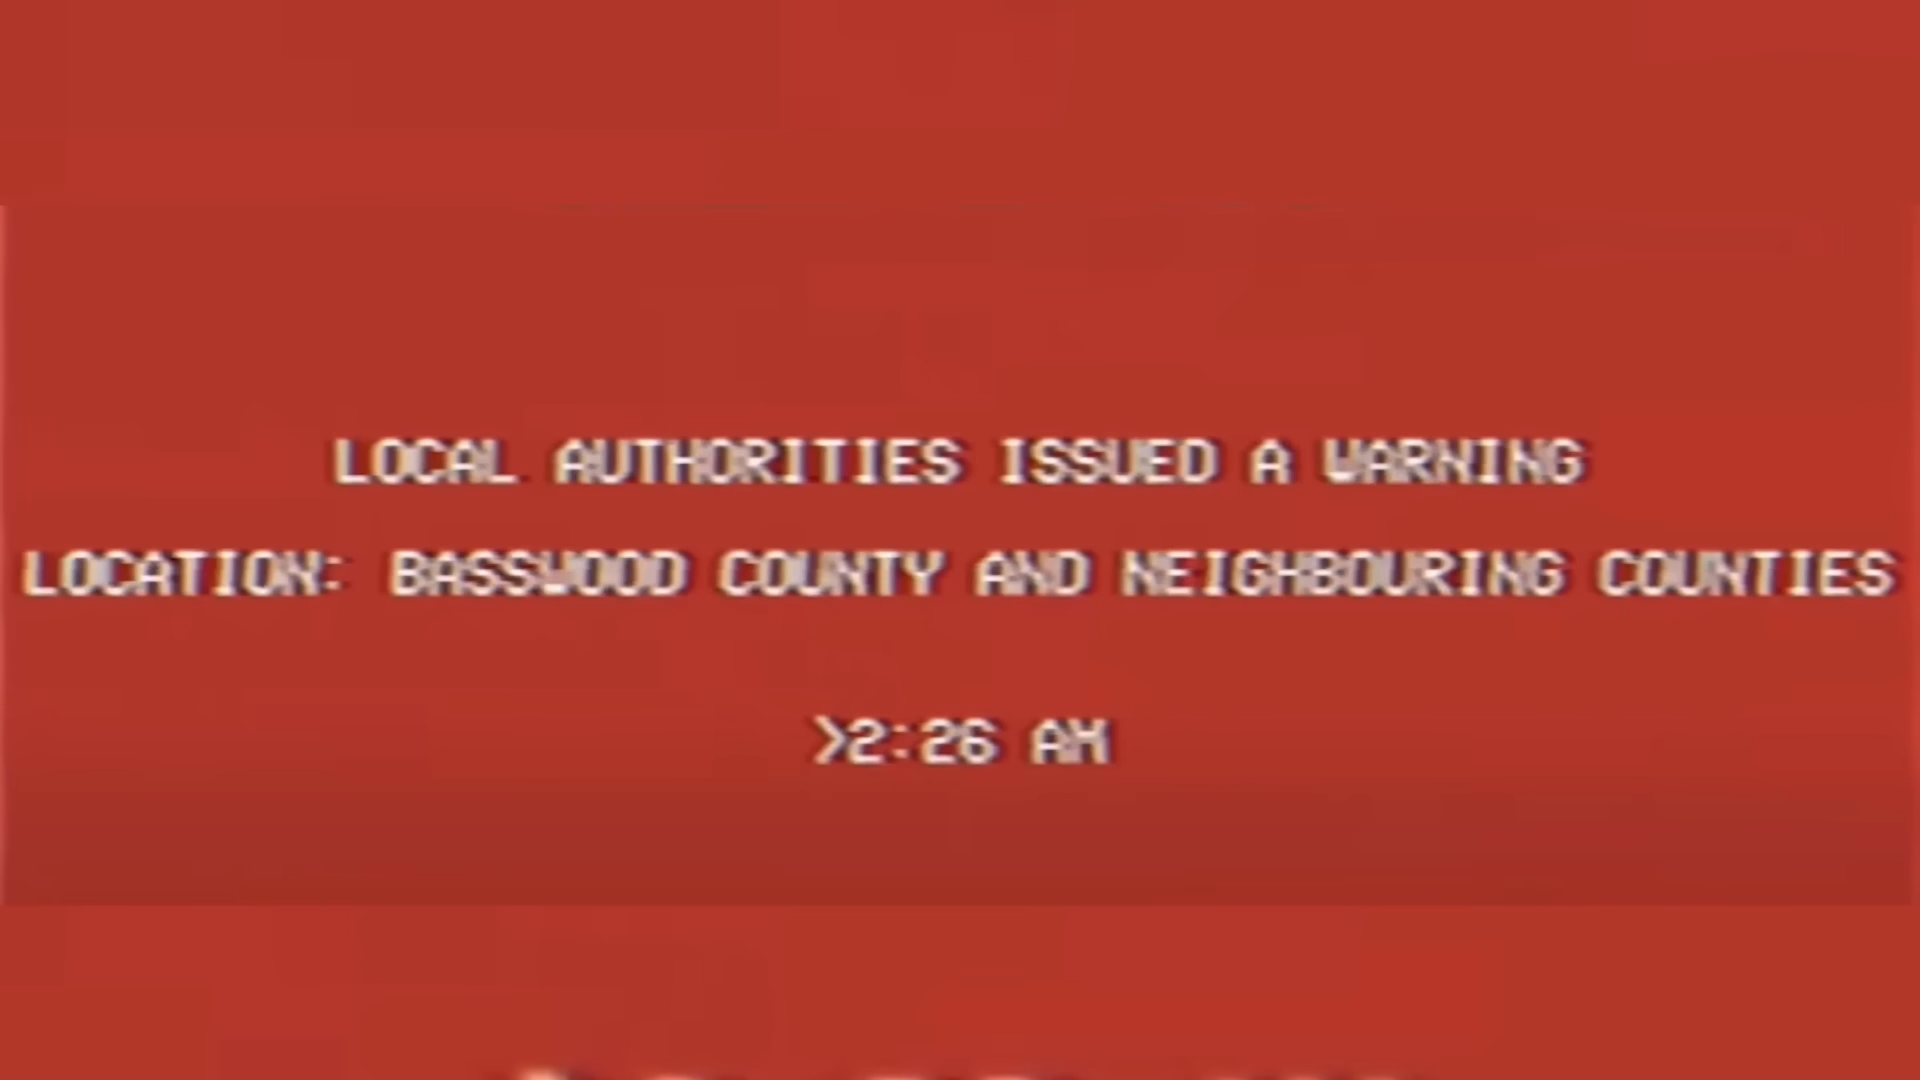 LOCAL AUTHORITIES ISSUED A WARNING
LOCATION: BASSWOOD COUNTY AND NEIGHBOURING COUNTIES
>2:26 AM